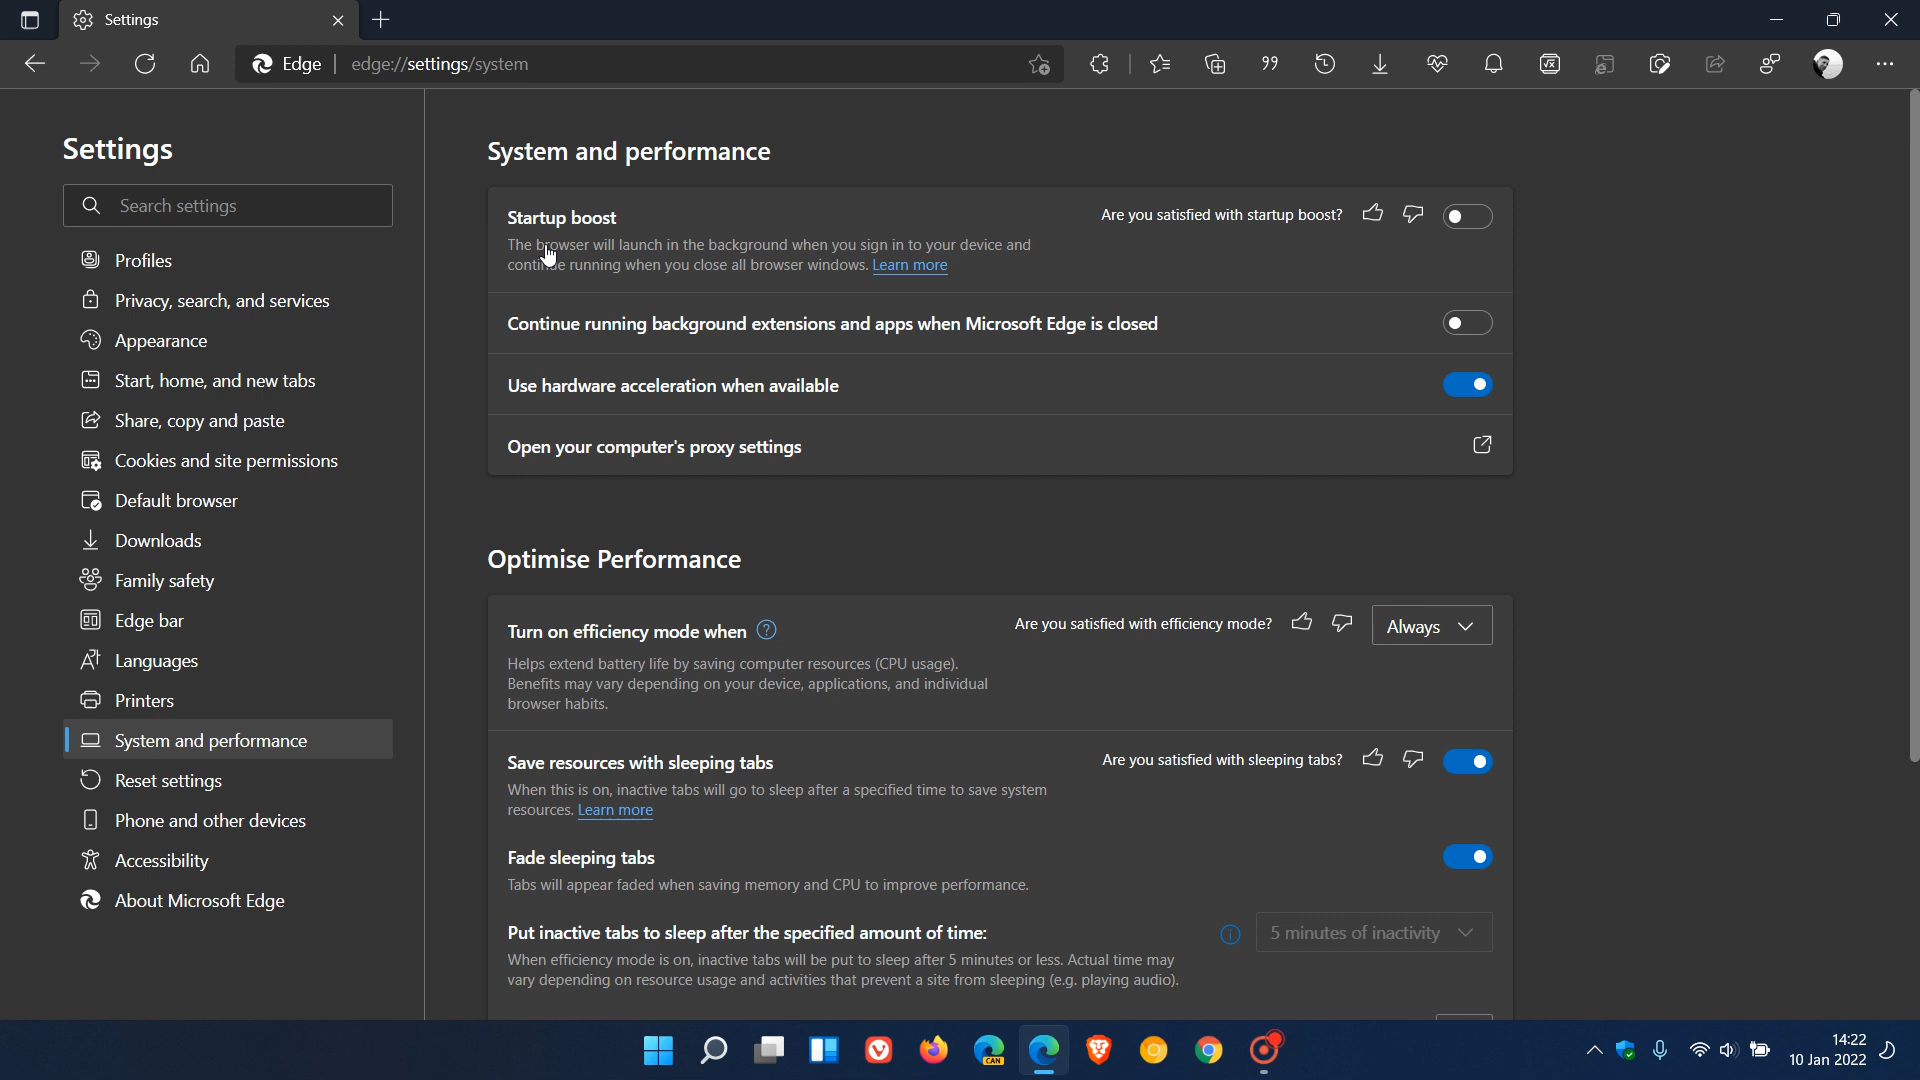 Settings
Edge
edge://settings/system
Settings
Search settings
Profiles
Privacy, search, and services
Appearance
Start, home, and new tabs
Share, copy and paste
Cookies and site permissions
Default browser
Downloads
Family safety
Edge bar
Languages
Printers
System and performance
Reset settings
Phone and other devices
Accessibility
About Microsoft Edge
System and performance
Startup boost
Are you satisfied with startup boost?
The browser will launch in the background when you sign in to your device and
continue running when you close all browser windows. Learn more
Continue running background extensions and apps when Microsoft Edge is closed
Use hardware acceleration when available
Open your computer's proxy settings
Optimise Performance
Turn on efficiency mode when
Are you satisfied with efficiency mode?
Always
Helps extend battery life by saving computer resources (CPU usage).
Benefits may vary depending on your device, applications, and individual
browser habits.
Save resources with sleeping tabs
Are you satisfied with sleeping tabs?
When this is on, inactive tabs will go to sleep after a specified time to save system
resources. Learn more
Fade sleeping tabs
Tabs will appear faded when saving memory and CPU to improve performance.
Put inactive tabs to sleep after the specified amount of time:
5 minutes of inactivity
When efficiency mode is on, inactive tabs will be put to sleep after 5 minutes or less. Actual time may
vary depending on resource usage and activities that prevent a site from sleeping (e.g. playing audio).
CAN
14:22
10 Jan 2022